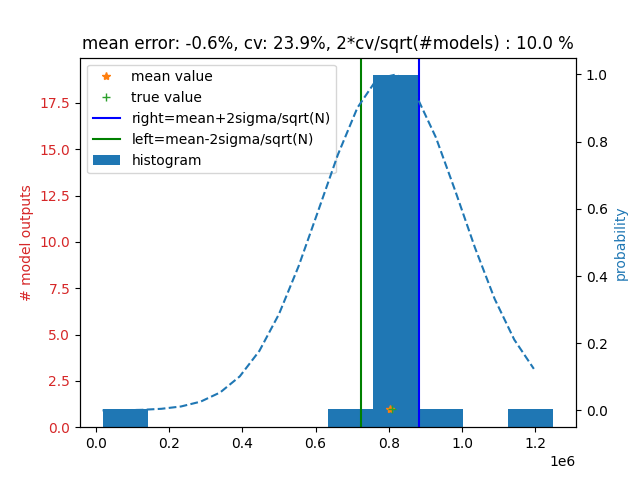 mean error: -0.6%, cv: 23.9%, 2*cv/sqrt(#models) : 10.0 %
mean value
true value
right=mean+2sigma/sqrt(N)
left=mean-2sigma/sqrt(N)
histogram
# model outputs
17.5
15.0
12.5
10.0
7.5
5.0
2.5
0.0
1.0
0.8
0.6
0.4
0.2
0.0
probability
0.0 0.2 0.4 0.6 0.8 1.0 1.2
1e6